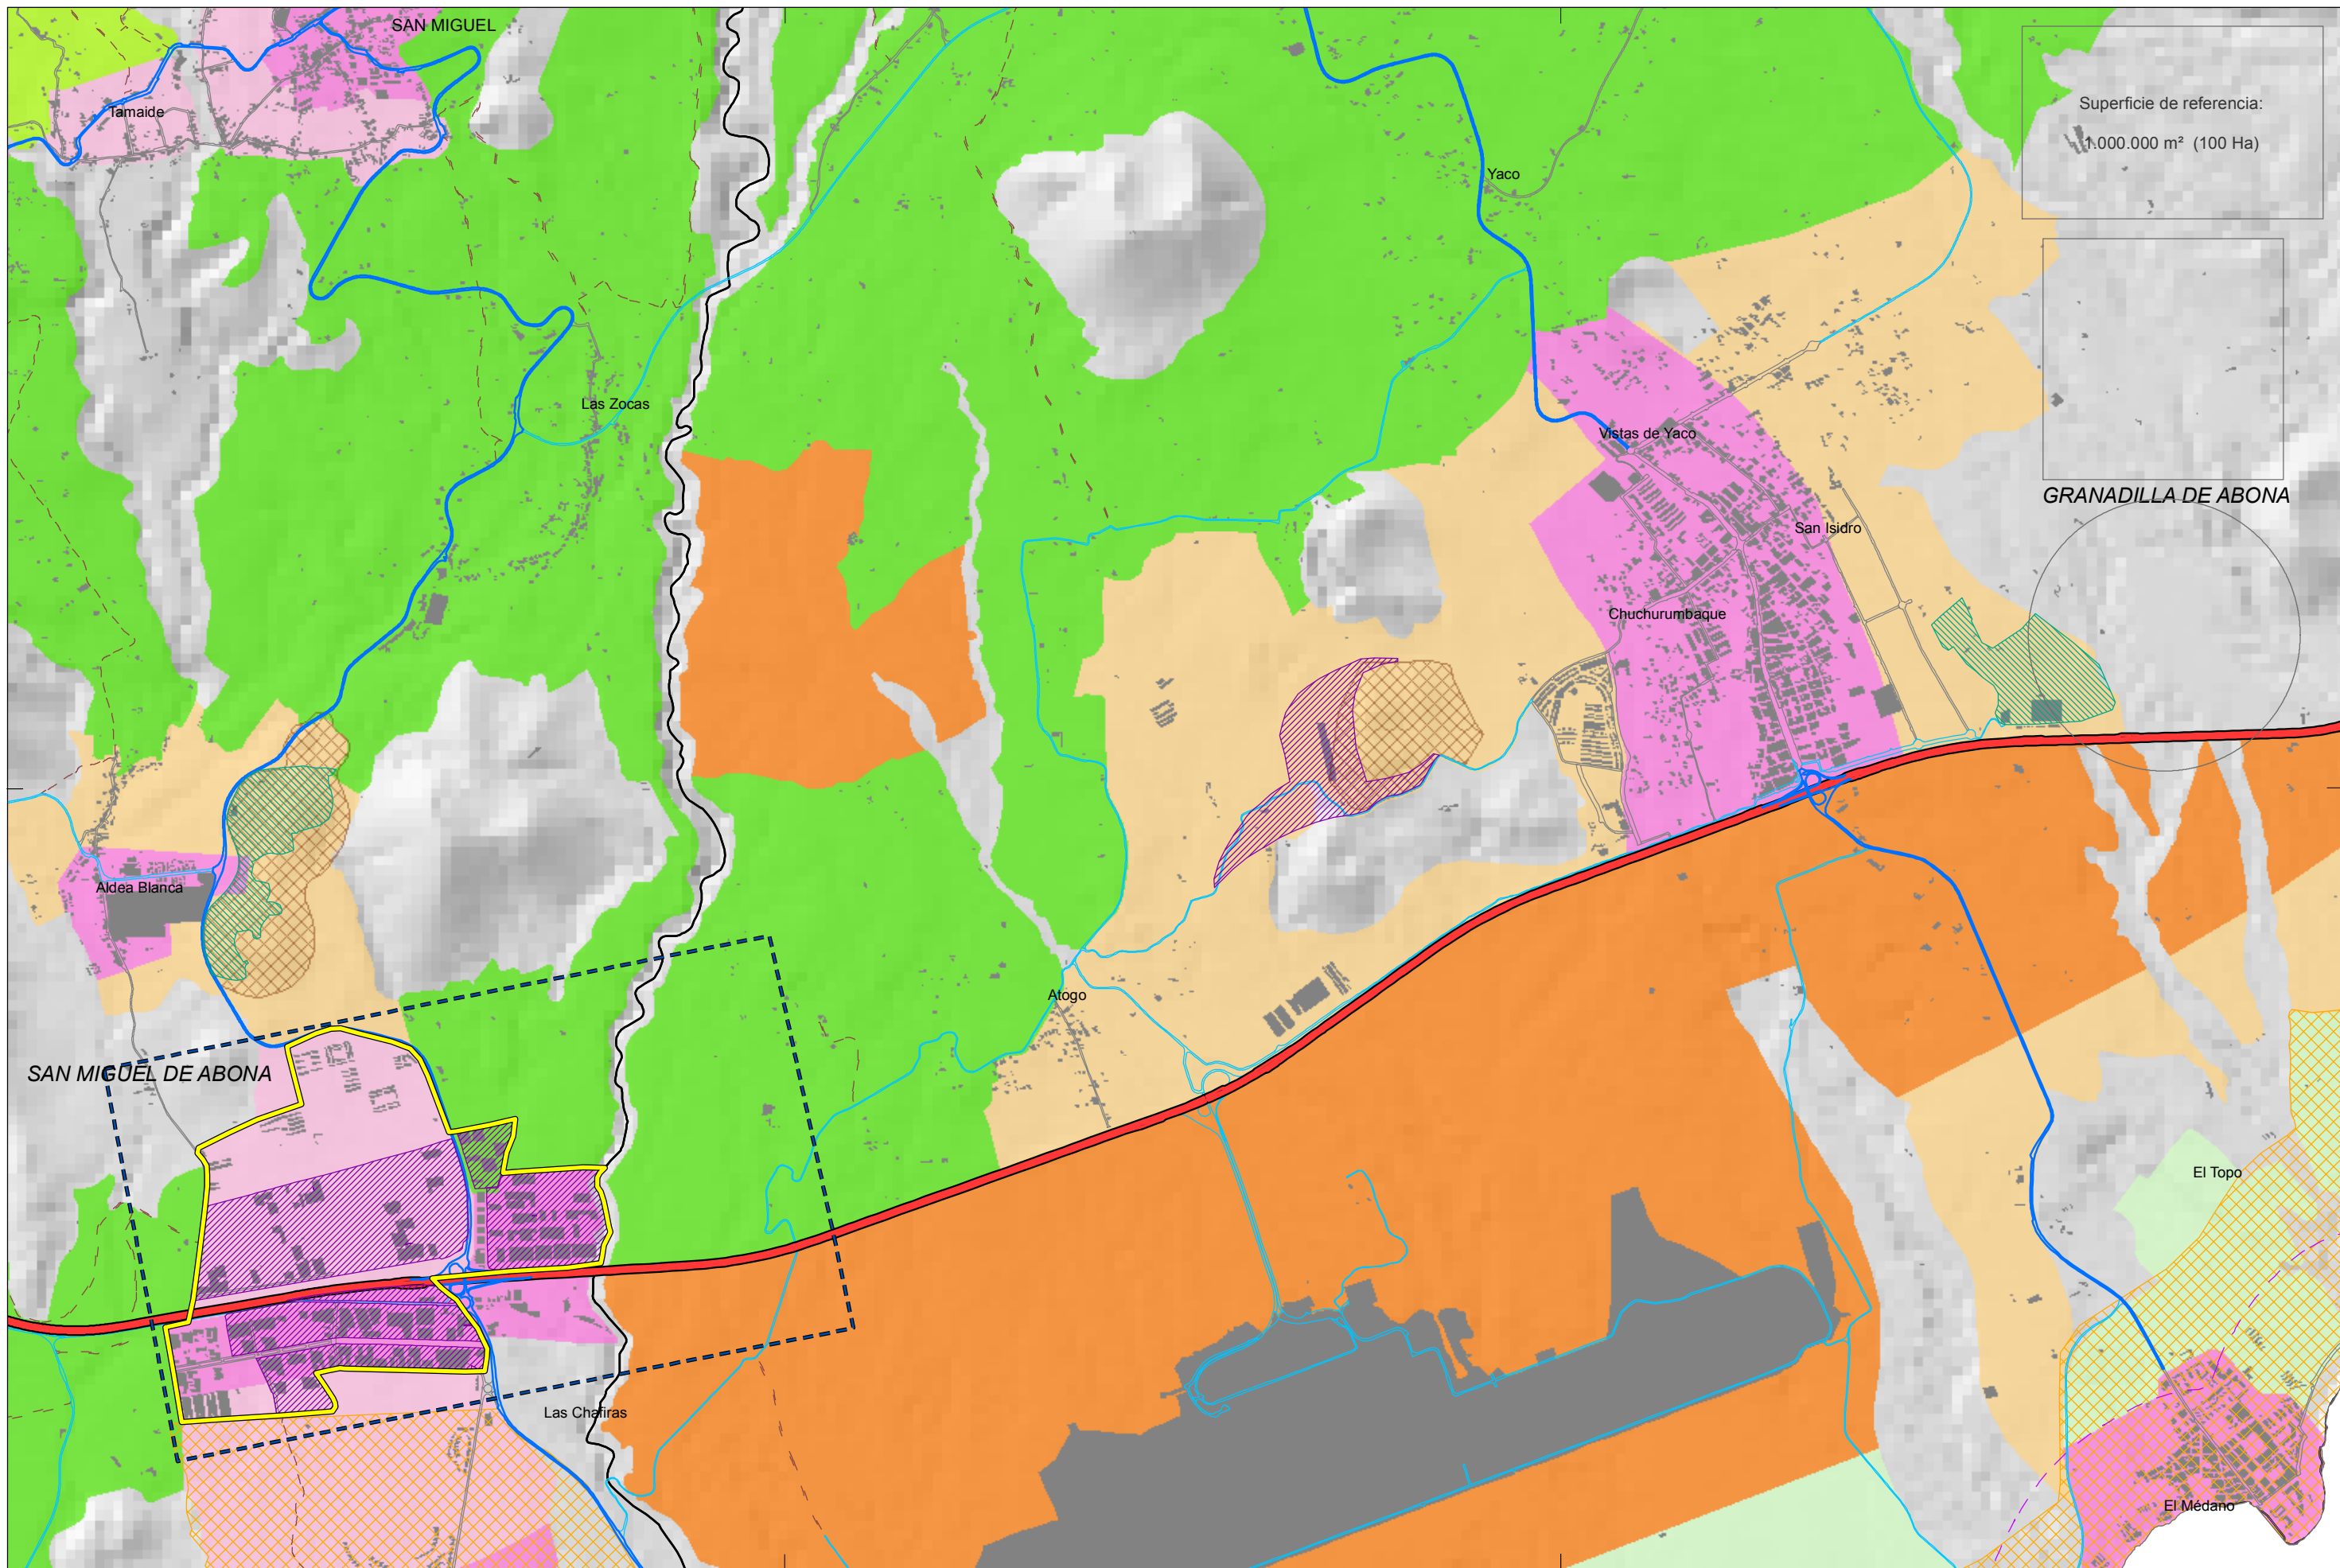 SAN MIGUEL
Tamaide
Superficie de referencia:
1.000.000 m² (100 Ha)
Yaco
Las Zocas
Vistas de Yaco
GRANADILLA DE ABONA
San Isidro
Chuchurumbaque
Aldea Blanca
Atogo
SAN MIGUEL DE ABONA
El Topo
Las Chafiras
El Médano